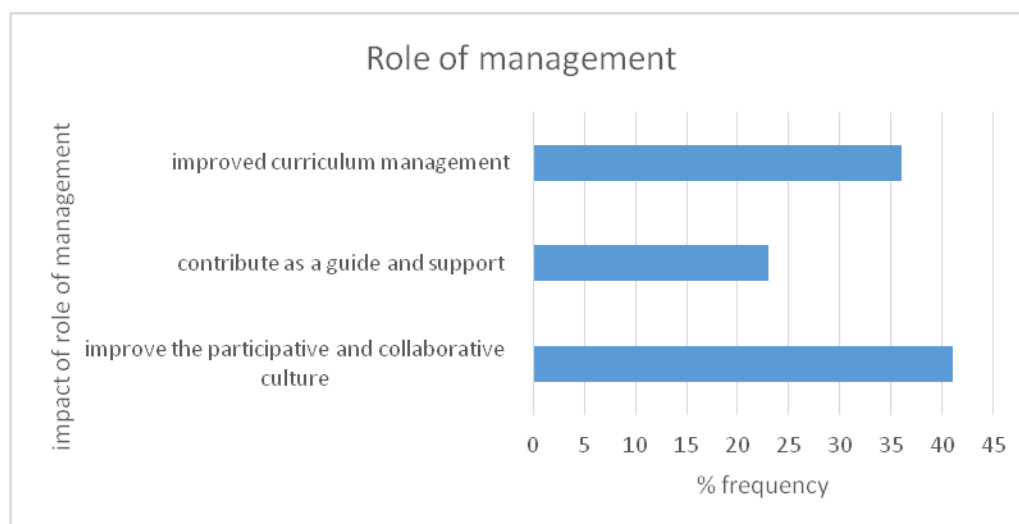 Role of management
impact of role of management
improved curriculum management
contribute as a guide and support
improve the participative and collaborative
culture
0 5 10 15 20 25 30 35 40 45
% frequency